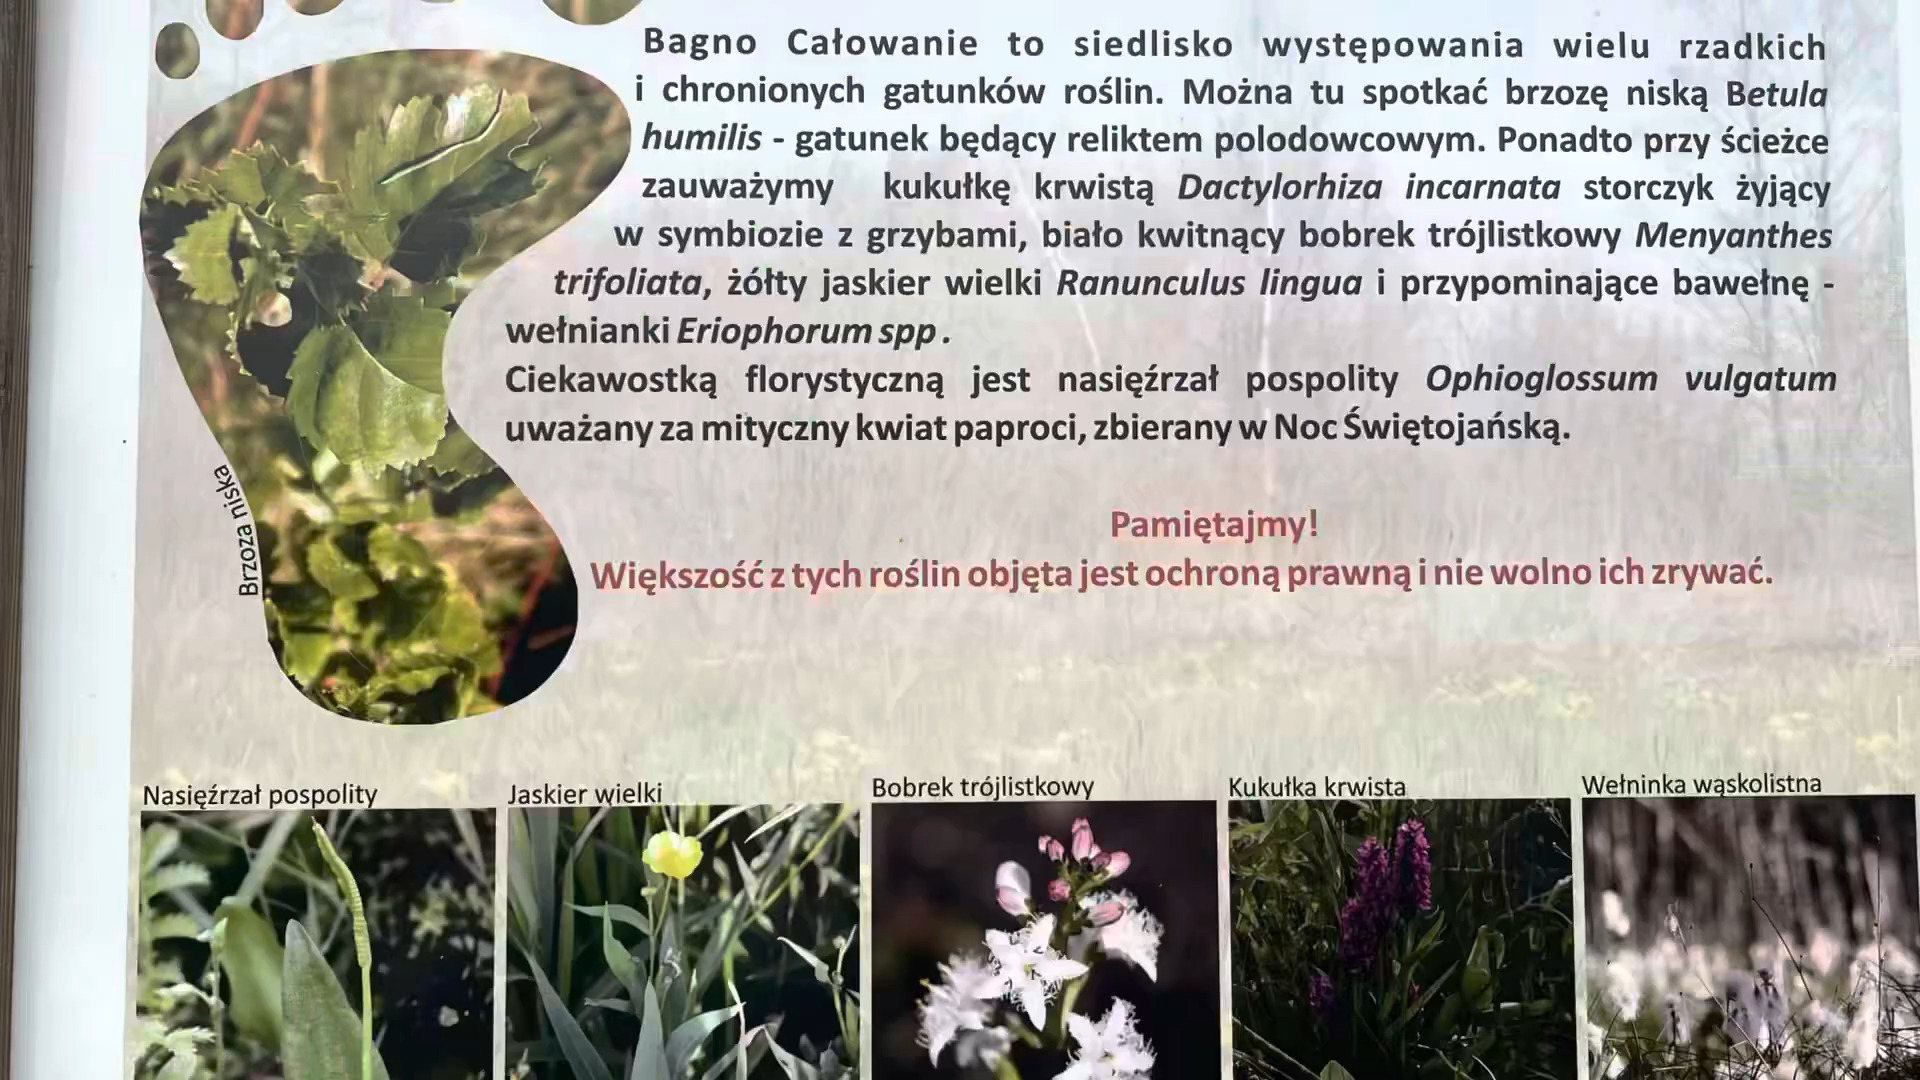 Bagno Całowanie to siedlisko występowania wielu rzadkich
i chronionych gatunków roślin. Można tu spotkać brzozę niską Betula
humilis - gatunek będący reliktem polodowcowym. Ponadto przy ścieżce
zauważymy kukułkę krwistą Dactylorhiza incarnata storczyk żyjący
w symbiozie z grzybami, biało kwitnący bobrek trójlistkowy Menyanthes
trifoliata, żółty jaskier wielki Ranunculus lingua i przypominające bawełnę -
wełnianki Eriophorum spp.
Ciekawostką florystyczną jest nasięźrzał pospolity Ophioglossum vulgatum
uważany za mityczny kwiat paproci, zbierany w Noc Świętojańską.
Brzoza niska
Pamiętajmy!
Większość z tych roślin objęta jest ochroną prawną i nie wolno ich zrywać.
Nasięźrzał pospolity
Jaskier wielki
Bobrek trójlistkowy
Kukułka krwista
Wełninka wąskolistna